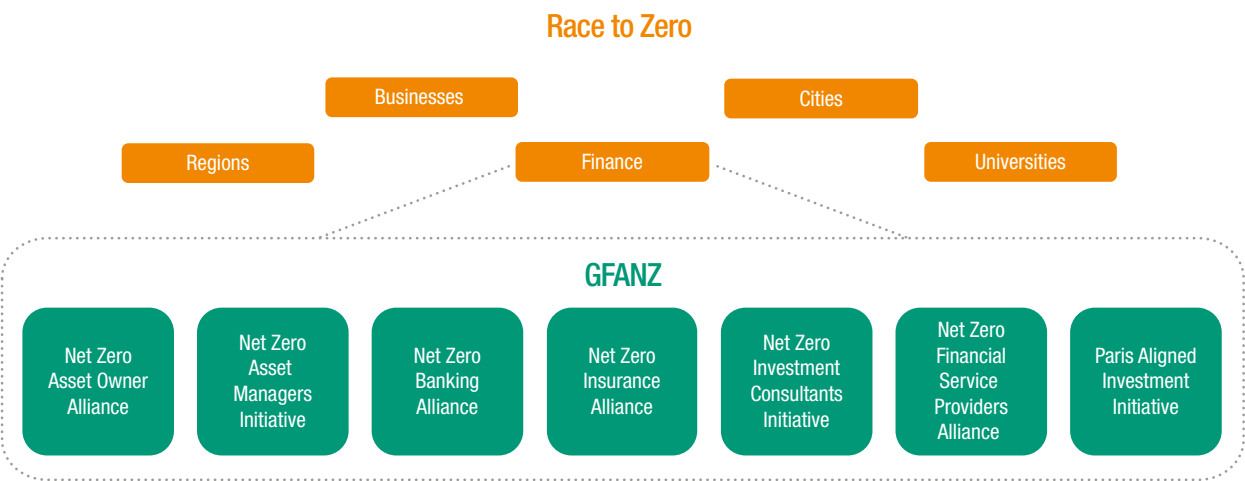 Race to Zero
Businesses
Cities
Regions
Finance
Universities
GFANZ
Net Zero
Asset Owner
Alliance
Net Zero
Asset
Managers
Initiative
Net Zero
Banking
Alliance
Net Zero
Insurance
Alliance
Net Zero
Investment
Consultants
Initiative
Net Zero
Financial
Service
Providers
Alliance
Paris Aligned
Investment
Initiative